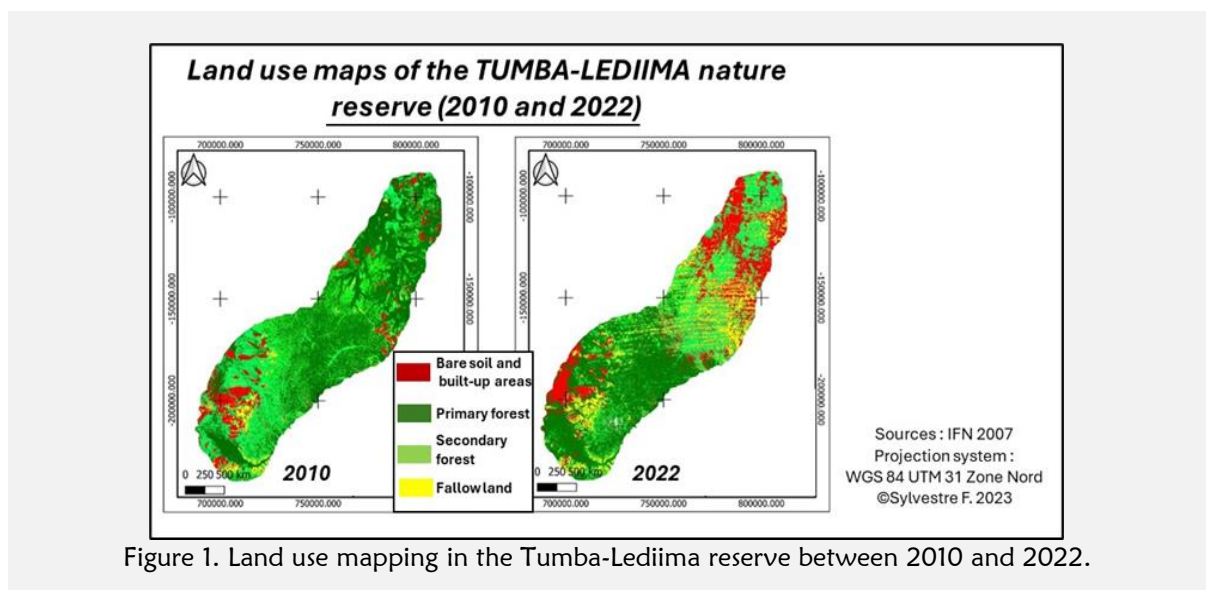 Land use maps of the TUMBA-LEDIIMA nature
reserve (2010 and 2022)
700000.000 750000.000 800000.000
700000.000 750000.000 800000.000
-100000.000
-150000.000
-200000.000
-100000.000
-150000.000
-100000.000
-150000.000
-200000.000
-100000.000
-150000.000
-200000.000
Bare soil and
built-up areas
Primary forest
Secondary
forest
Fallow land
0 250 500 km
2010
0 250 500 km
2022
700000.000 750000.000
700000.000 750000.000 800000.000
Sources : IFN 2007
Projection system :
WGS 84 UTM 31 Zone Nord
©Sylvestre F. 2023
Figure 1. Land use mapping in the Tumba-Lediima reserve between 2010 and 2022.